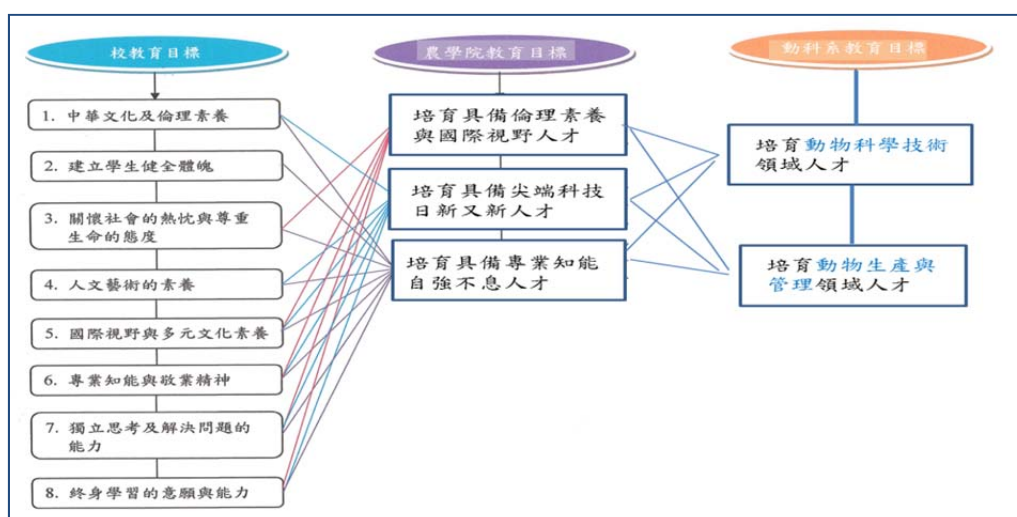 校教育目標
1. 中華文化及倫理素養
2. 建立學生健全體魄
3. 關懷社會的熱忱與尊重
生命的態度
4. 人文藝術的素養
5. 國際視野與多元文化素養
6. 專業知能與敬業精神
7. 獨立思考及解決問題的
能力
8. 終身學習的意願與能力
農學院教育目標
培育具備倫理素養
與國際視野人才
培育具備尖端科技
日新又新人才
培育具備專業知能
自強不息人才
動科系教育目標
培育動物科學技術
領域人才
培育動物生產與
管理領域人才